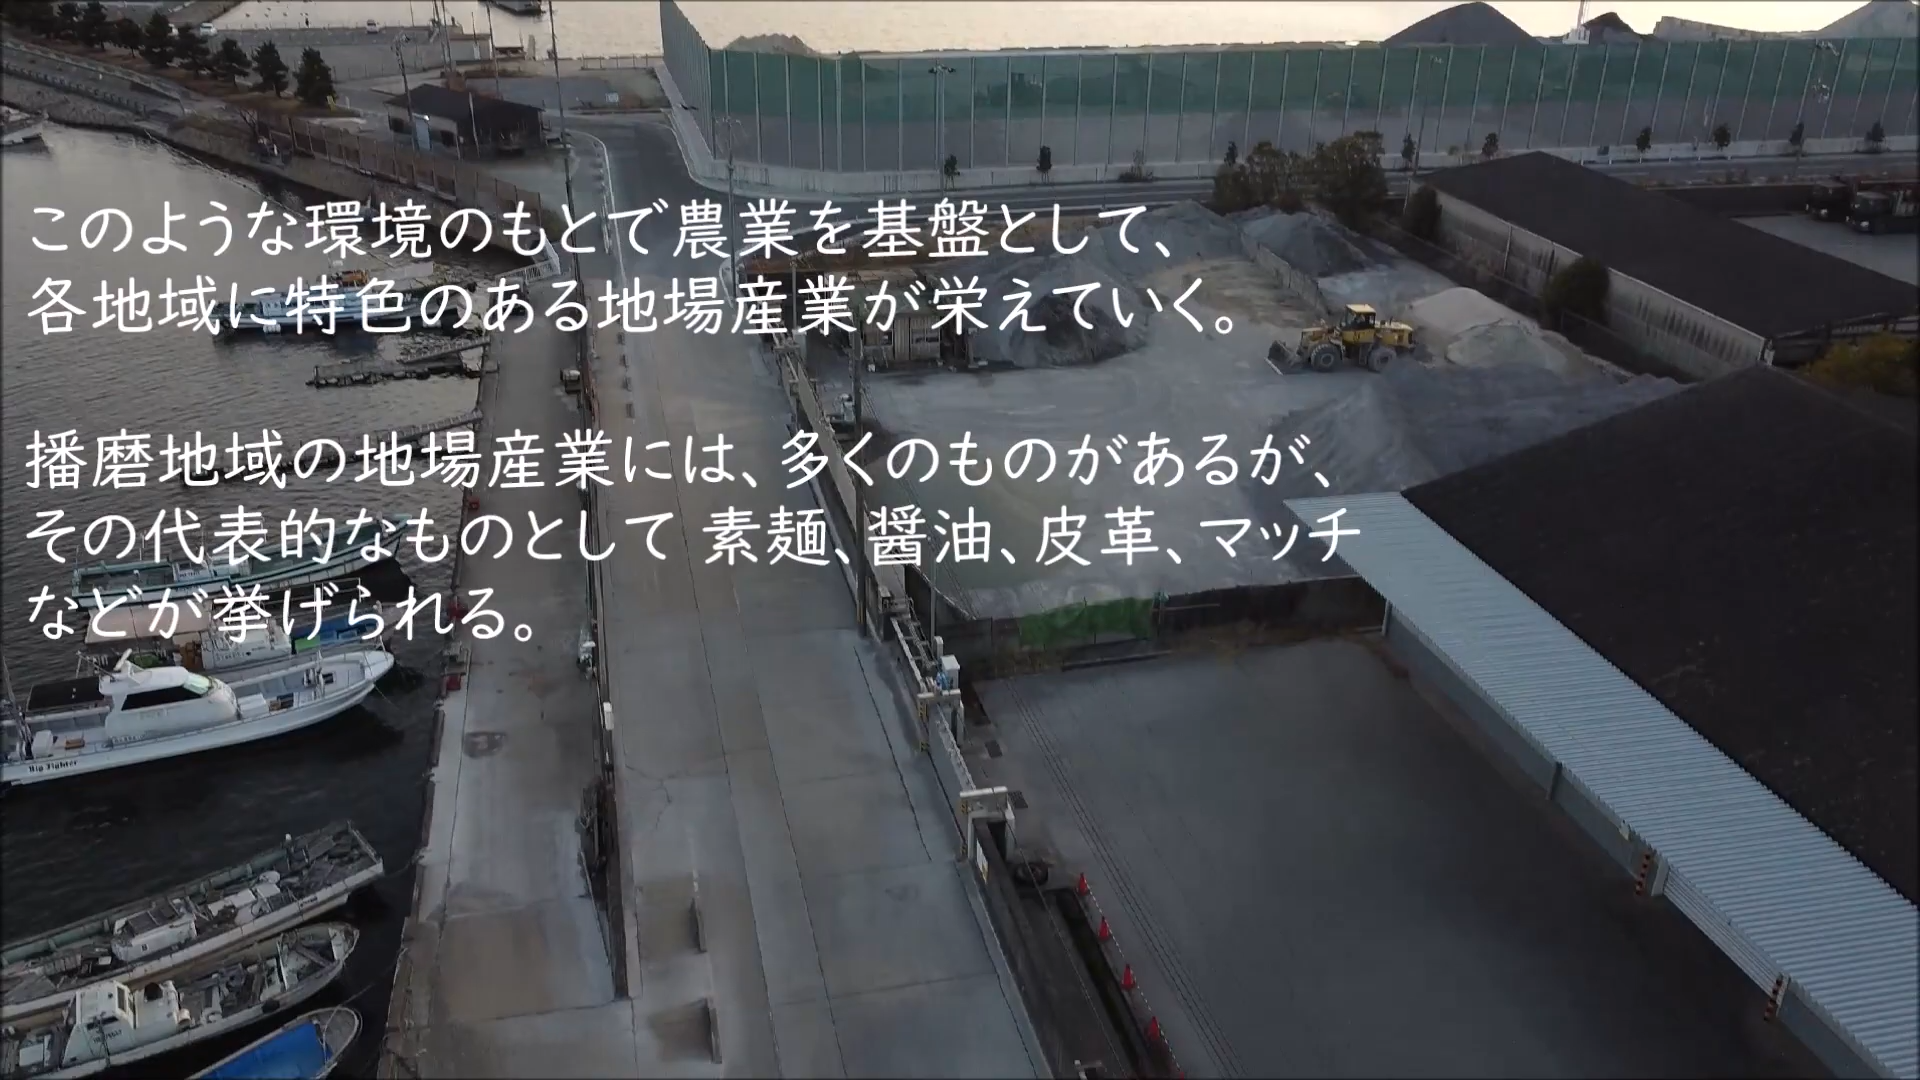 このような環境のもとで農業を基盤として、
各地域に特色のある地場産業が栄えていく。
播磨地域の地場産業には、多くのものがあるが、
その代表的なものとして 素麺、醤油、皮革、マッチ
などが挙げられる。
Big Fighter